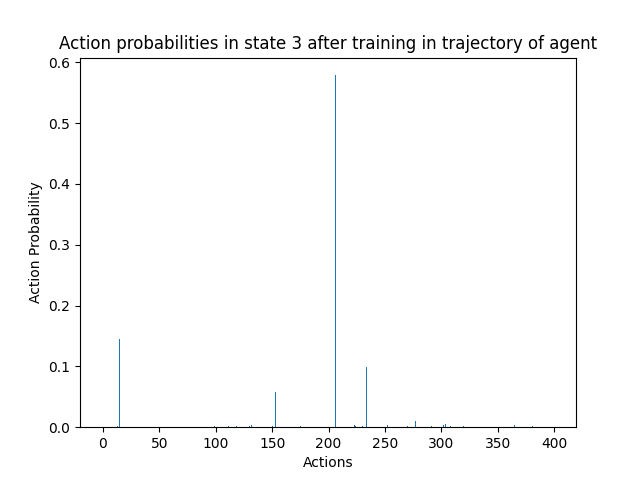 Action probabilities in state 3 after training in trajectory of agent
0.6
0.5
0.4
0.3
0.2
0.1
0.0
Action Probability
0 50 100 150 200 250 300 350 400
Actions